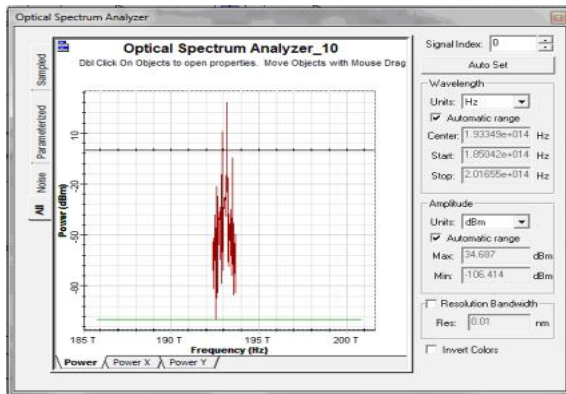 Optical Spectrum Analyzer
Optical Spectrum Analyzer_10
Dbl Click On Objects to open properties. Move Objects with Mouse Drag
Sampled
Parameterized
Noise
All
Power (dBm)
10
-20
-50
-80
185 T
190 T
195 T
200 T
Frequency (Hz)
Power
Power X
Power Y
Signal Index: 0
Auto Set
Wavelength
Units: Hz
Automatic range
Center: 1.93349e+014 Hz
Start: 1.85042e+014 Hz
Stop: 2.01655e+014 Hz
Amplitude
Units: dBm
Automatic range
Max: 34.687 dBm
Min: -106.414 dBm
Resolution Bandwidth
Res: 0.01 nm
Invert Colors